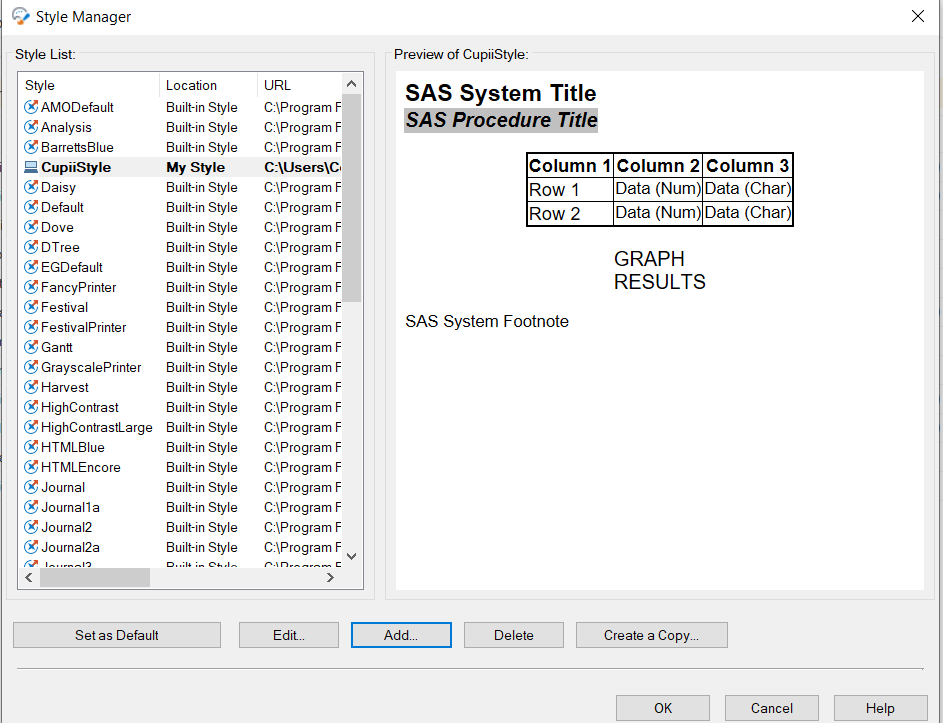 Style Manager
Style List:
Style Location URL
AMODefault Built-in Style C:\Program F
Analysis Built-in Style C:\Program F
BarrettsBlue Built-in Style C:\Program F
CupiiStyle My Style C:\Users\C
Daisy Built-in Style C:\Program F
Default Built-in Style C:\Program F
Dove Built-in Style C:\Program F
DTree Built-in Style C:\Program F
EGDefault Built-in Style C:\Program F
FancyPrinter Built-in Style C:\Program F
Festival Built-in Style C:\Program F
FestivalPrinter Built-in Style C:\Program F
Gantt Built-in Style C:\Program F
GrayscalePrinter Built-in Style C:\Program F
Harvest Built-in Style C:\Program F
HighContrast Built-in Style C:\Program F
HighContrastLarge Built-in Style C:\Program F
HTMLBlue Built-in Style C:\Program F
HTMLEncore Built-in Style C:\Program F
Journal Built-in Style C:\Program F
Journal1a Built-in Style C:\Program F
Journal2 Built-in Style C:\Program F
Journal2a Built-in Style C:\Program F
Journal3 Built-in Style C:\Program F
Preview of CupiiStyle:
SAS System Title
SAS Procedure Title
Column 1 Column 2 Column 3
Row 1 Data (Num) Data (Char)
Row 2 Data (Num) Data (Char)
GRAPH
RESULTS
SAS System Footnote
Set as Default Edit... Add... Delete Create a Copy...
OK Cancel Help